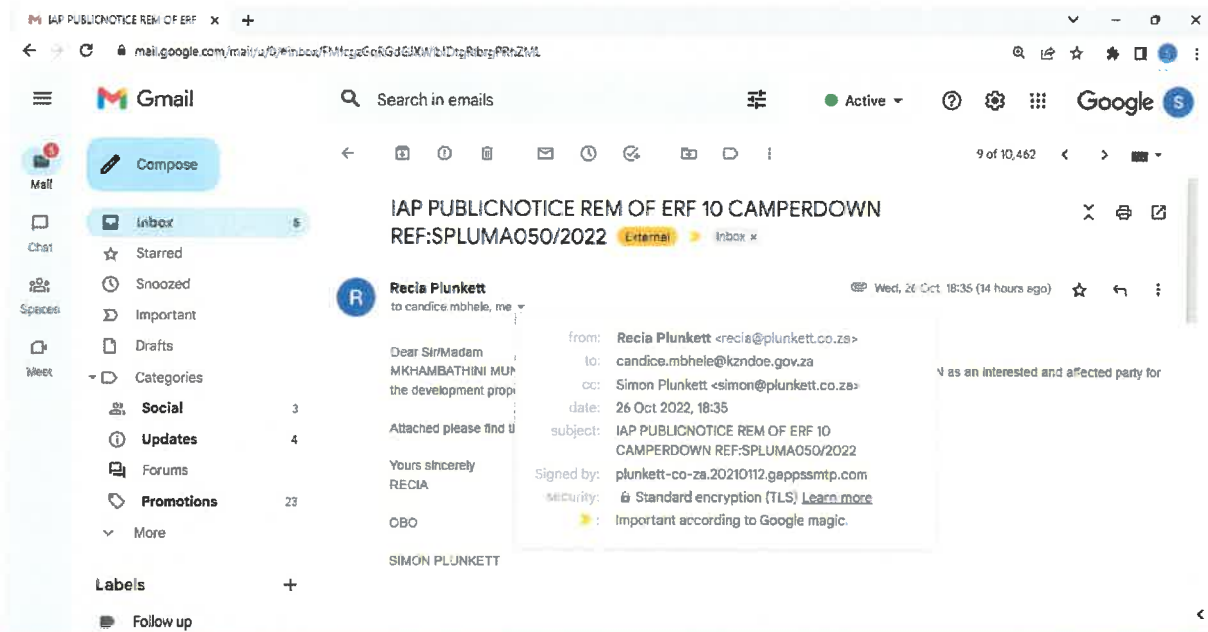 IAP PUBLICNOTICE REM OF ERF
Gmail
Search in emails
Active
Google S
Mail
Compose
9 of 10,462
Inbox 5
Chat
Starred
Spaces
Snoozed
Important
Meet
Drafts
Categories
Social 3
Updates 4
Forums
Promotions 23
More
Labels
Follow up
IAP PUBLICNOTICE REM OF ERF 10 CAMPERDOWN
REF:SPLUMA050/2022 External Inbox ×
R Recia Plunkett Wed, 26 Oct, 18:35 (14 hours ago)
to candice.mbhele, me
Dear Sir/Madam
MKHAMBATHINI N as an interested and affected party for
the development
Attached please find
Yours sincerely
RECIA
OBO
SIMON PLUNKETT
from: Recia Plunkett <recia@plunkett.co.za>
to: candice.mbhele@kzndoe.gov.za
cc: Simon Plunkett <simon@plunkett.co.za>
date: 26 Oct 2022, 18:35
subject: IAP PUBLICNOTICE REM OF ERF 10
CAMPERDOWN REF:SPLUMA050/2022
Signed by: plunkett-co-za.20210112.gappssmtp.com
security: Standard encryption (TLS) Learn more
: Important according to Google magic.